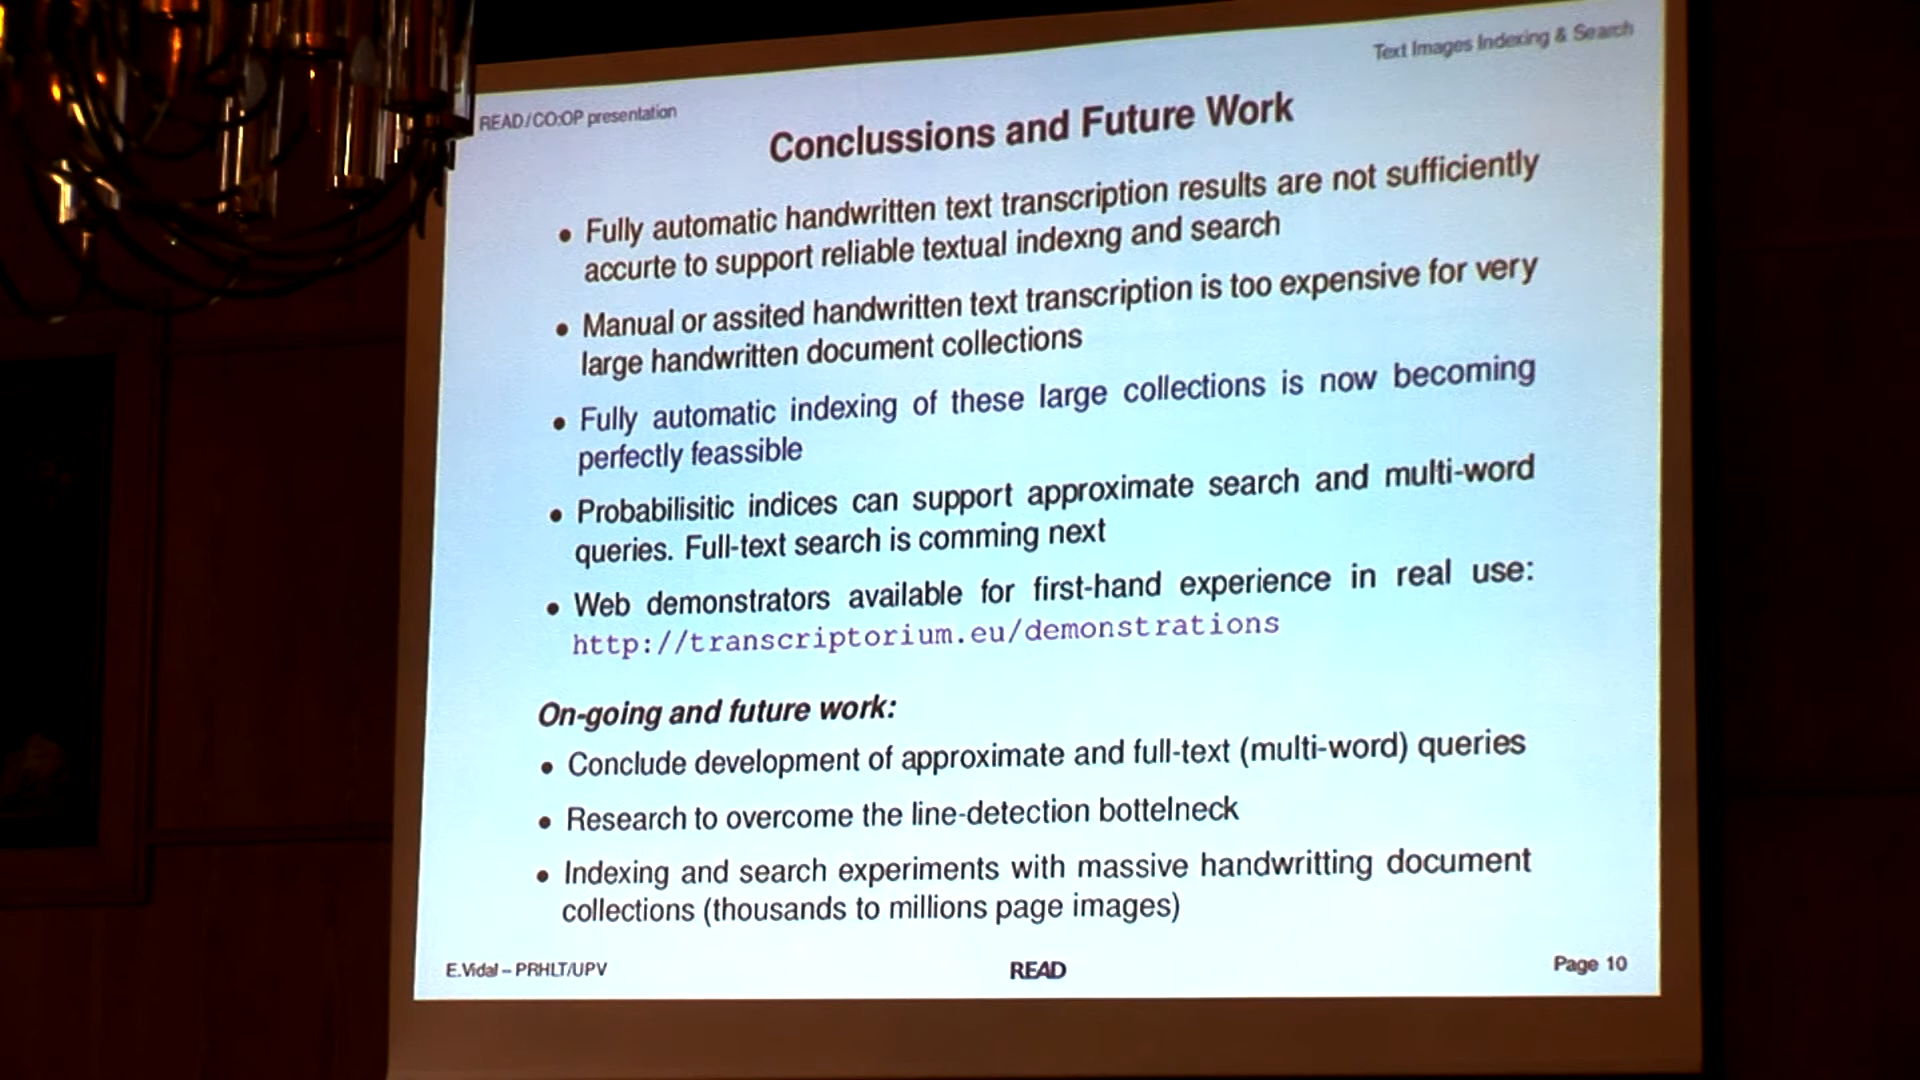 Text Images Indexing & Search
READ/CO:OP presentation
Conclussions and Future Work
• Fully automatic handwritten text transcription results are not sufficiently
accurte to support reliable textual indexng and search
• Manual or assited handwritten text transcription is too expensive for very
large handwritten document collections
• Fully automatic indexing of these large collections is now becoming
perfectly feassible
• Probabilisitic indices can support approximate search and multi-word
queries. Full-text search is comming next
• Web demonstrators available for first-hand experience in real use:
http://transcriptorium.eu/demonstrations
On-going and future work:
• Conclude development of approximate and full-text (multi-word) queries
• Research to overcome the line-detection bottelneck
• Indexing and search experiments with massive handwritting document
collections (thousands to millions page images)
E.Vidal – PRHLT/UPV
READ
Page 10